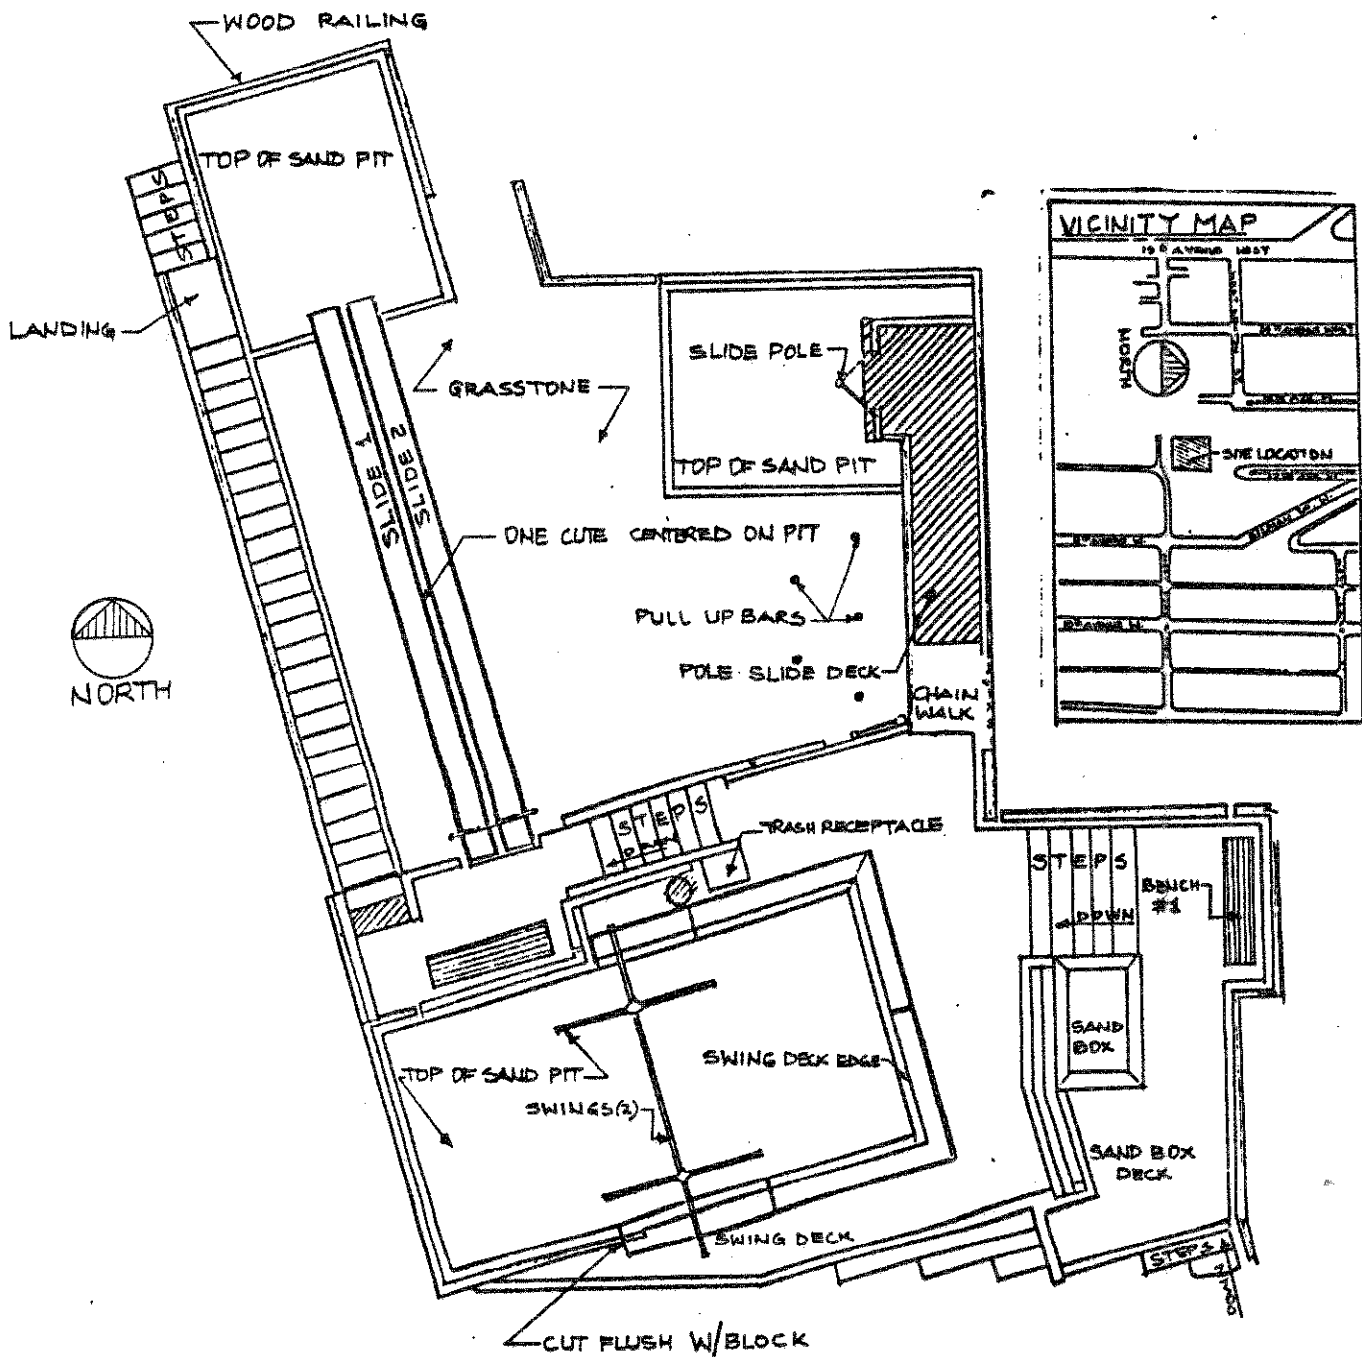 WOOD RAILING
TOP OF SAND PIT
STEPS
LANDING
VICINITY MAP
NORTH
SITE LOCATION
SLIDE POLE
GRASSTONE
TOP OF SAND PIT
SLIDE 1
SLIDE 2
ONE CUTE CENTERED ON PIT
PULL UP BARS
POLE SLIDE DECK
CHAIN
WALK
NORTH
STEPS
TRASH RECEPTACLE
STEPS
DOWN
BENCH
#1
SAND
BOX
SWING DECK EDGE
TOP OF SAND PIT
SWINGS(2)
SAND BOX
DECK
SWING DECK
STEPS
CUT FLUSH W/BLOCK